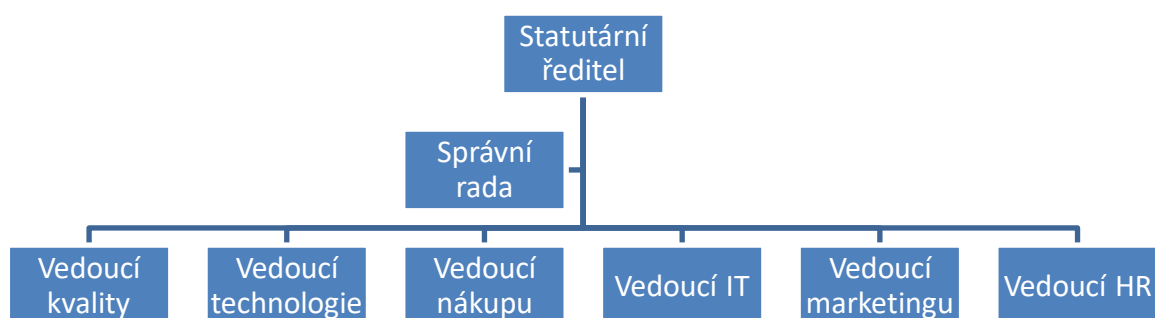 Statutární
ředitel
Správní
rada
Vedoucí
kvality
Vedoucí
technologie
Vedoucí
nákupu
Vedoucí IT
Vedoucí
marketingu
Vedoucí HR